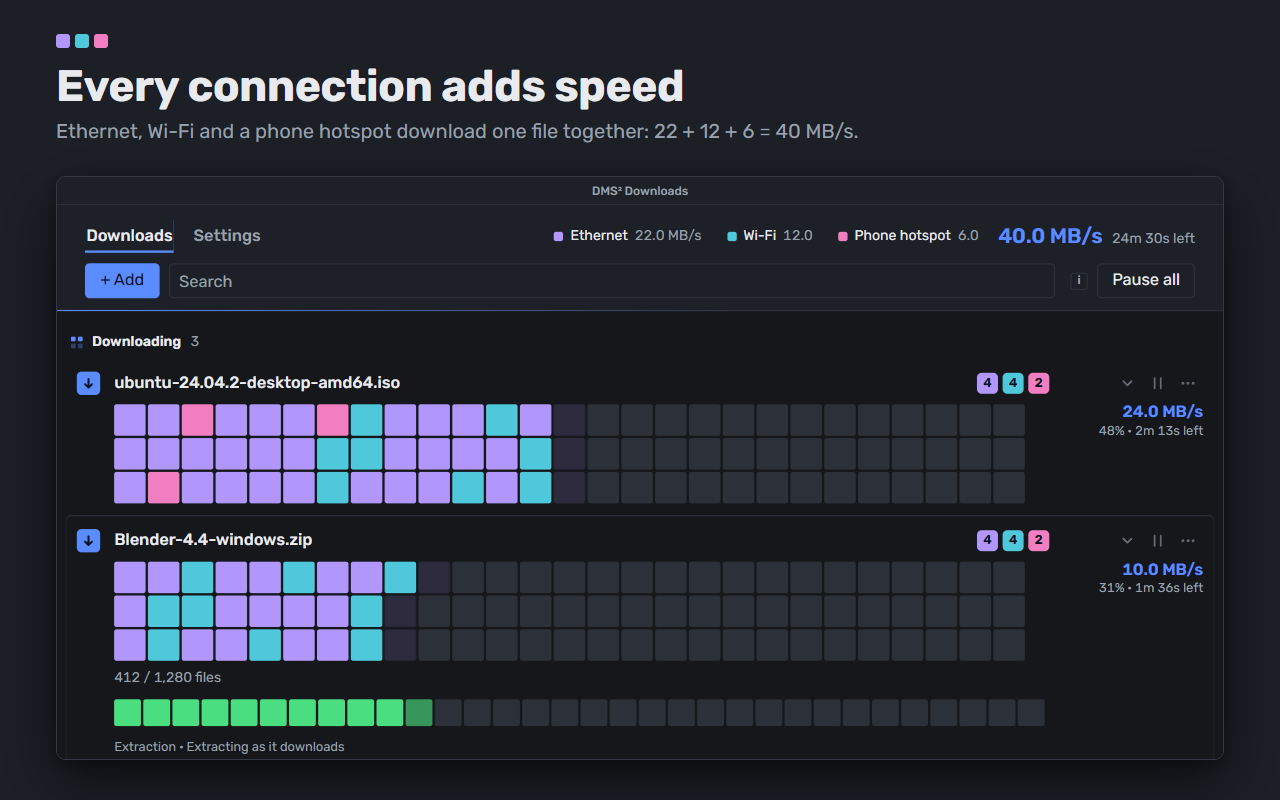 Every connection adds speed
Ethernet, Wi-Fi and a phone hotspot download one file together: 22 + 12 + 6 = 40 MB/s.
DMS² Downloads
Downloads Settings Ethernet 22.0 MB/s Wi-Fi 12.0 Phone hotspot 6.0 40.0 MB/s 24m 30s left
+ Add Search i Pause all
Downloading 3
ubuntu-24.04.2-desktop-amd64.iso 4 4 2
24.0 MB/s
48% • 2m 13s left
Blender-4.4-windows.zip 4 4 2
10.0 MB/s
31% • 1m 36s left
412 / 1,280 files
Extraction • Extracting as it downloads